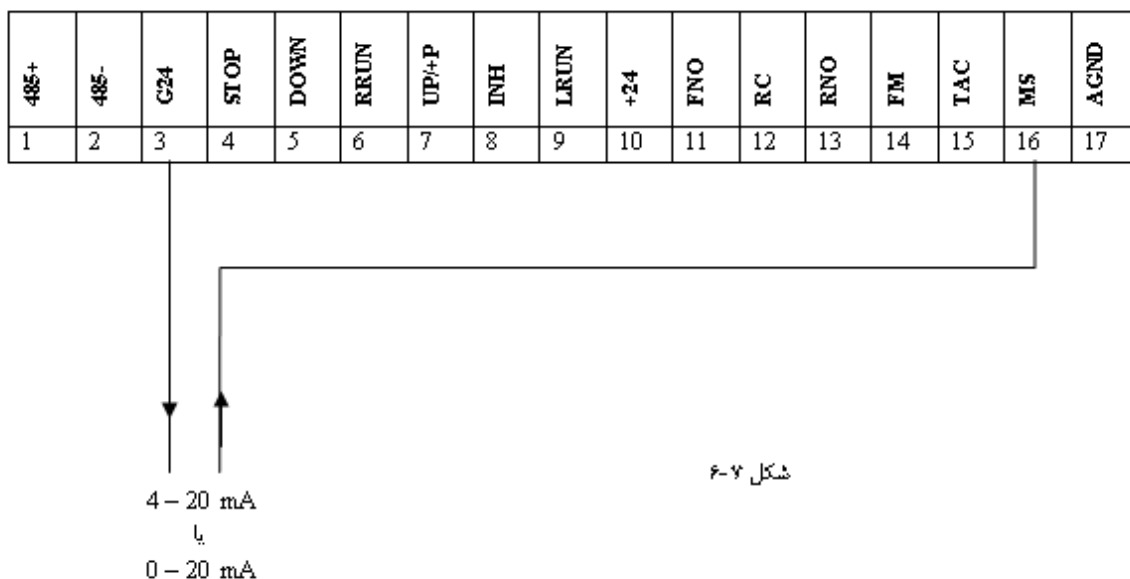 485+ 485- G24 STOP DOWN RRUN UP/+P INH LRUN +24 FNO RC RNO FM TAC MS AGND
1 2 3 4 5 6 7 8 9 10 11 12 13 14 15 16 17
شکل ۷-۶
4 – 20 mA
یا
0 – 20 mA